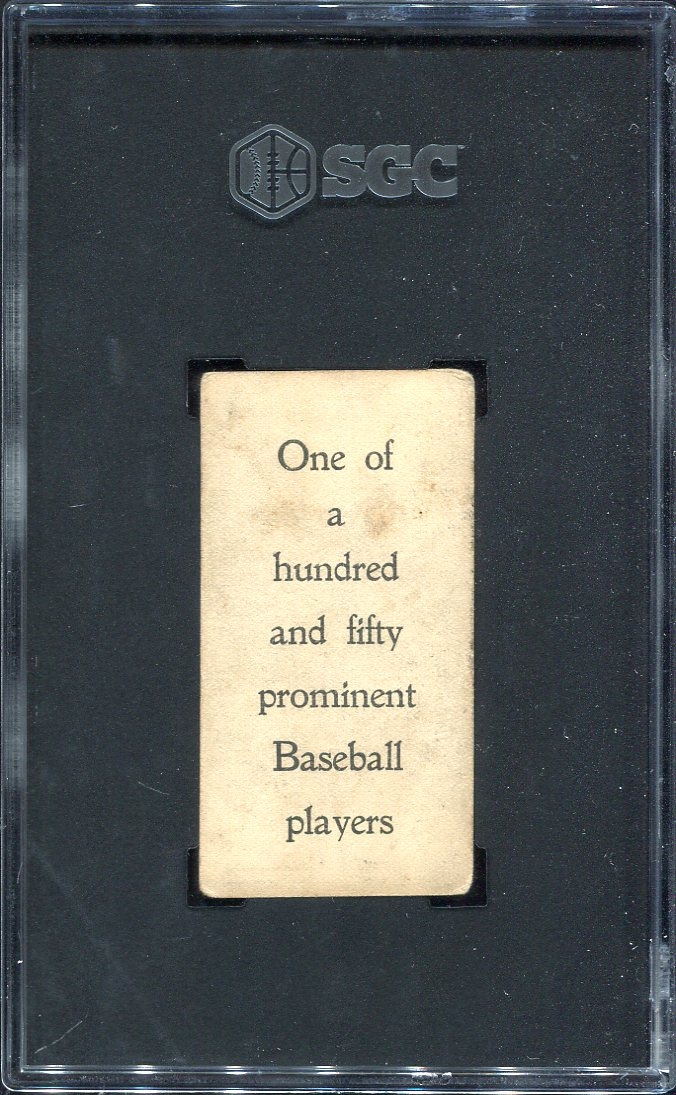 SGC
One of
a
hundred
and fifty
prominent
Baseball
players